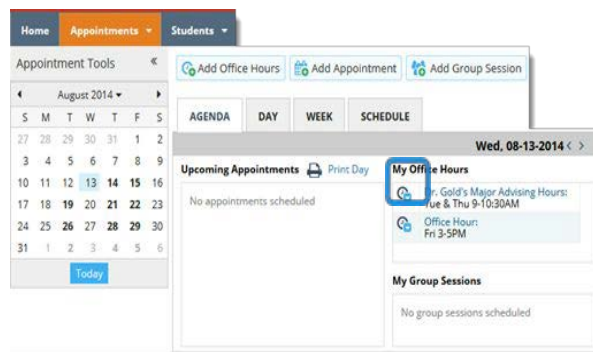 Home Appointments Students
Appointment Tools «
August 2014
S M T W T F S
27 28 29 30 31 1 2
3 4 5 6 7 8 9
10 11 12 13 14 15 16
17 18 19 20 21 22 23
24 25 26 27 28 29 30
31 1 2 3 4 5 6
Today
Add Office Hours Add Appointment Add Group Session
AGENDA DAY WEEK SCHEDULE
Wed, 08-13-2014 < >
Upcoming Appointments Print Day
No appointments scheduled
My Office Hours
Dr. Gold's Major Advising Hours:
Tue & Thu 9-10:30AM
Office Hour:
Fri 3-5PM
My Group Sessions
No group sessions scheduled